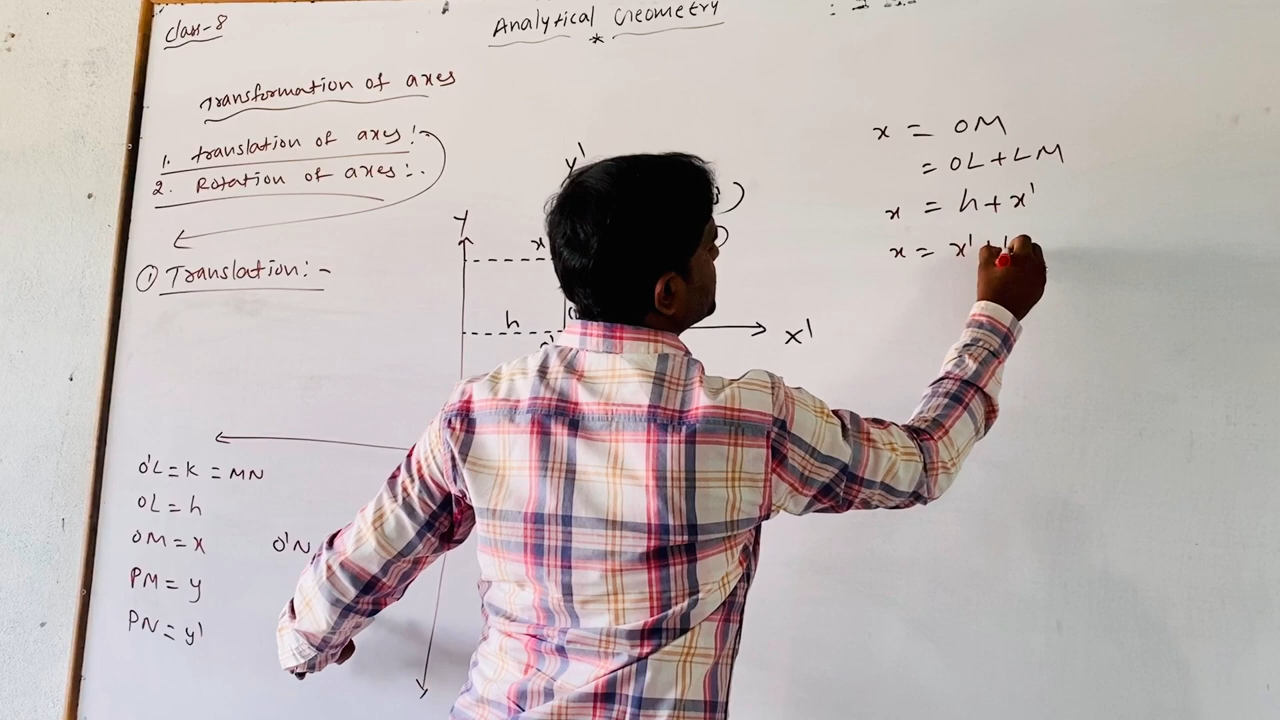 Class-8
Analytical Geometry
*
Transformation of axes
1. translation of axes:-
2. Rotation of axes:-.
① Translation:-
y'
y
x
h
x'
O'L = K = MN
OL = h
OM = x
O'N
PM = y
PN = y'
x = OM
= OL + LM
x = h + x'
x = x' +